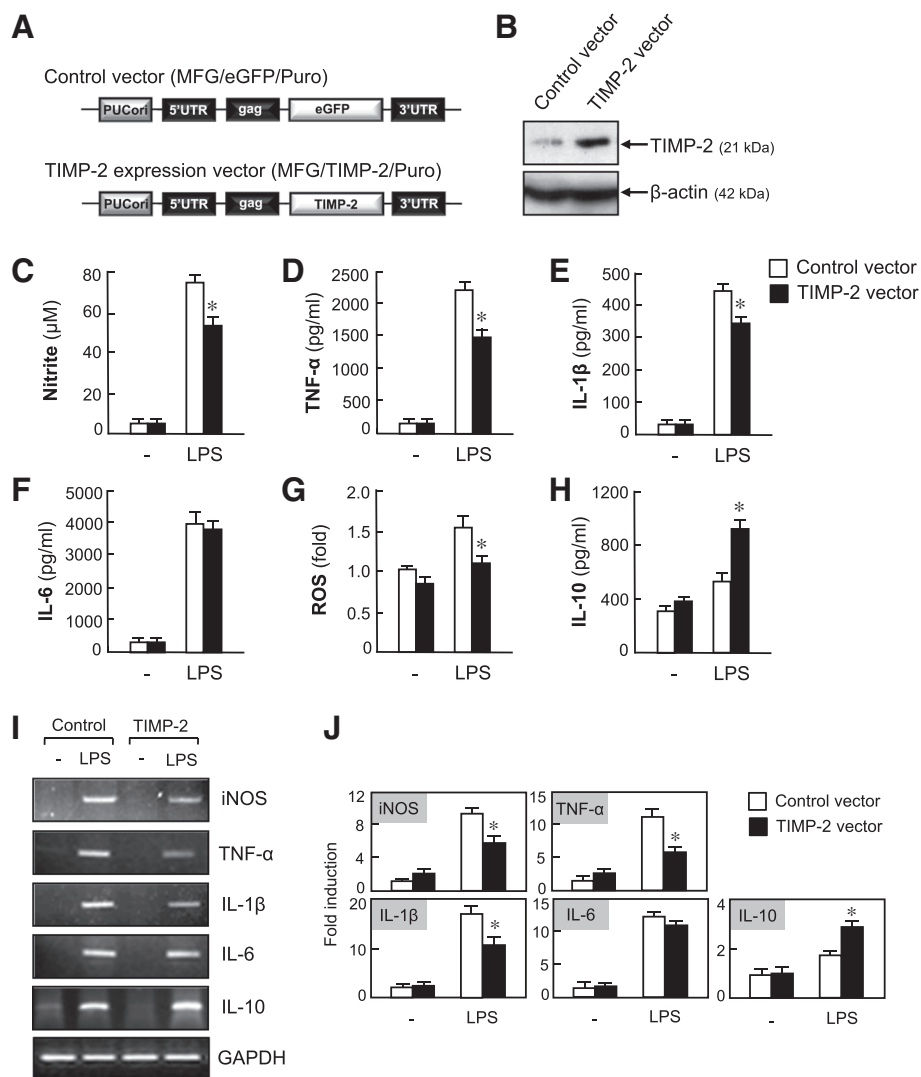 A
Control vector (MFG/eGFP/Puro)
PUCori 5'UTR gag eGFP 3'UTR
TIMP-2 expression vector (MFG/TIMP-2/Puro)
PUCori 5'UTR gag TIMP-2 3'UTR
B
Control vector
TIMP-2 vector
TIMP-2 (21 kDa)
β-actin (42 kDa)
C
Nitrite (μM)
80
60
40
20
0
- LPS
*
D
TNF-α (pg/ml)
2500
2000
1500
1000
500
0
- LPS
*
E
IL-1β (pg/ml)
500
400
300
200
100
0
- LPS
*
Control vector
TIMP-2 vector
F
IL-6 (pg/ml)
5000
4000
3000
2000
1000
0
- LPS
G
ROS (fold)
2.0
1.5
1.0
0.5
0
- LPS
*
H
IL-10 (pg/ml)
1200
800
400
0
- LPS
*
I
Control TIMP-2
- LPS - LPS
iNOS
TNF-α
IL-1β
IL-6
IL-10
GAPDH
J
Fold induction
iNOS
12
8
4
0
*
TNF-α
15
10
5
0
*
Control vector
TIMP-2 vector
IL-1β
20
10
0
*
- LPS
IL-6
15
10
5
0
- LPS
IL-10
4
2
0
*
- LPS